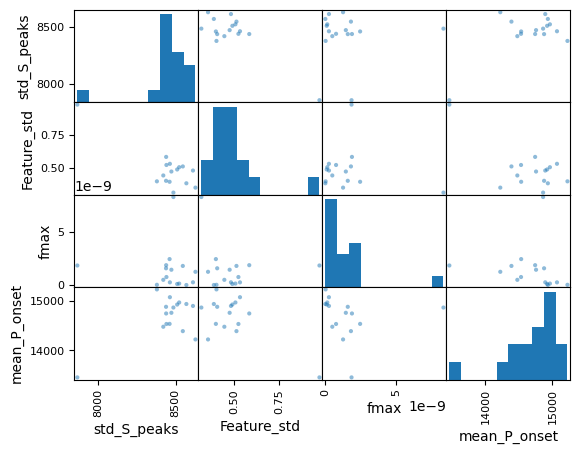 std_S_peaks
8500
8000
Feature_std
0.75
0.50
1e−9
fmax
5
0
mean_P_onset
15000
14000
8000
8500
std_S_peaks
0.50
0.75
Feature_std
0
5
fmax
1e−9
14000
15000
mean_P_onset